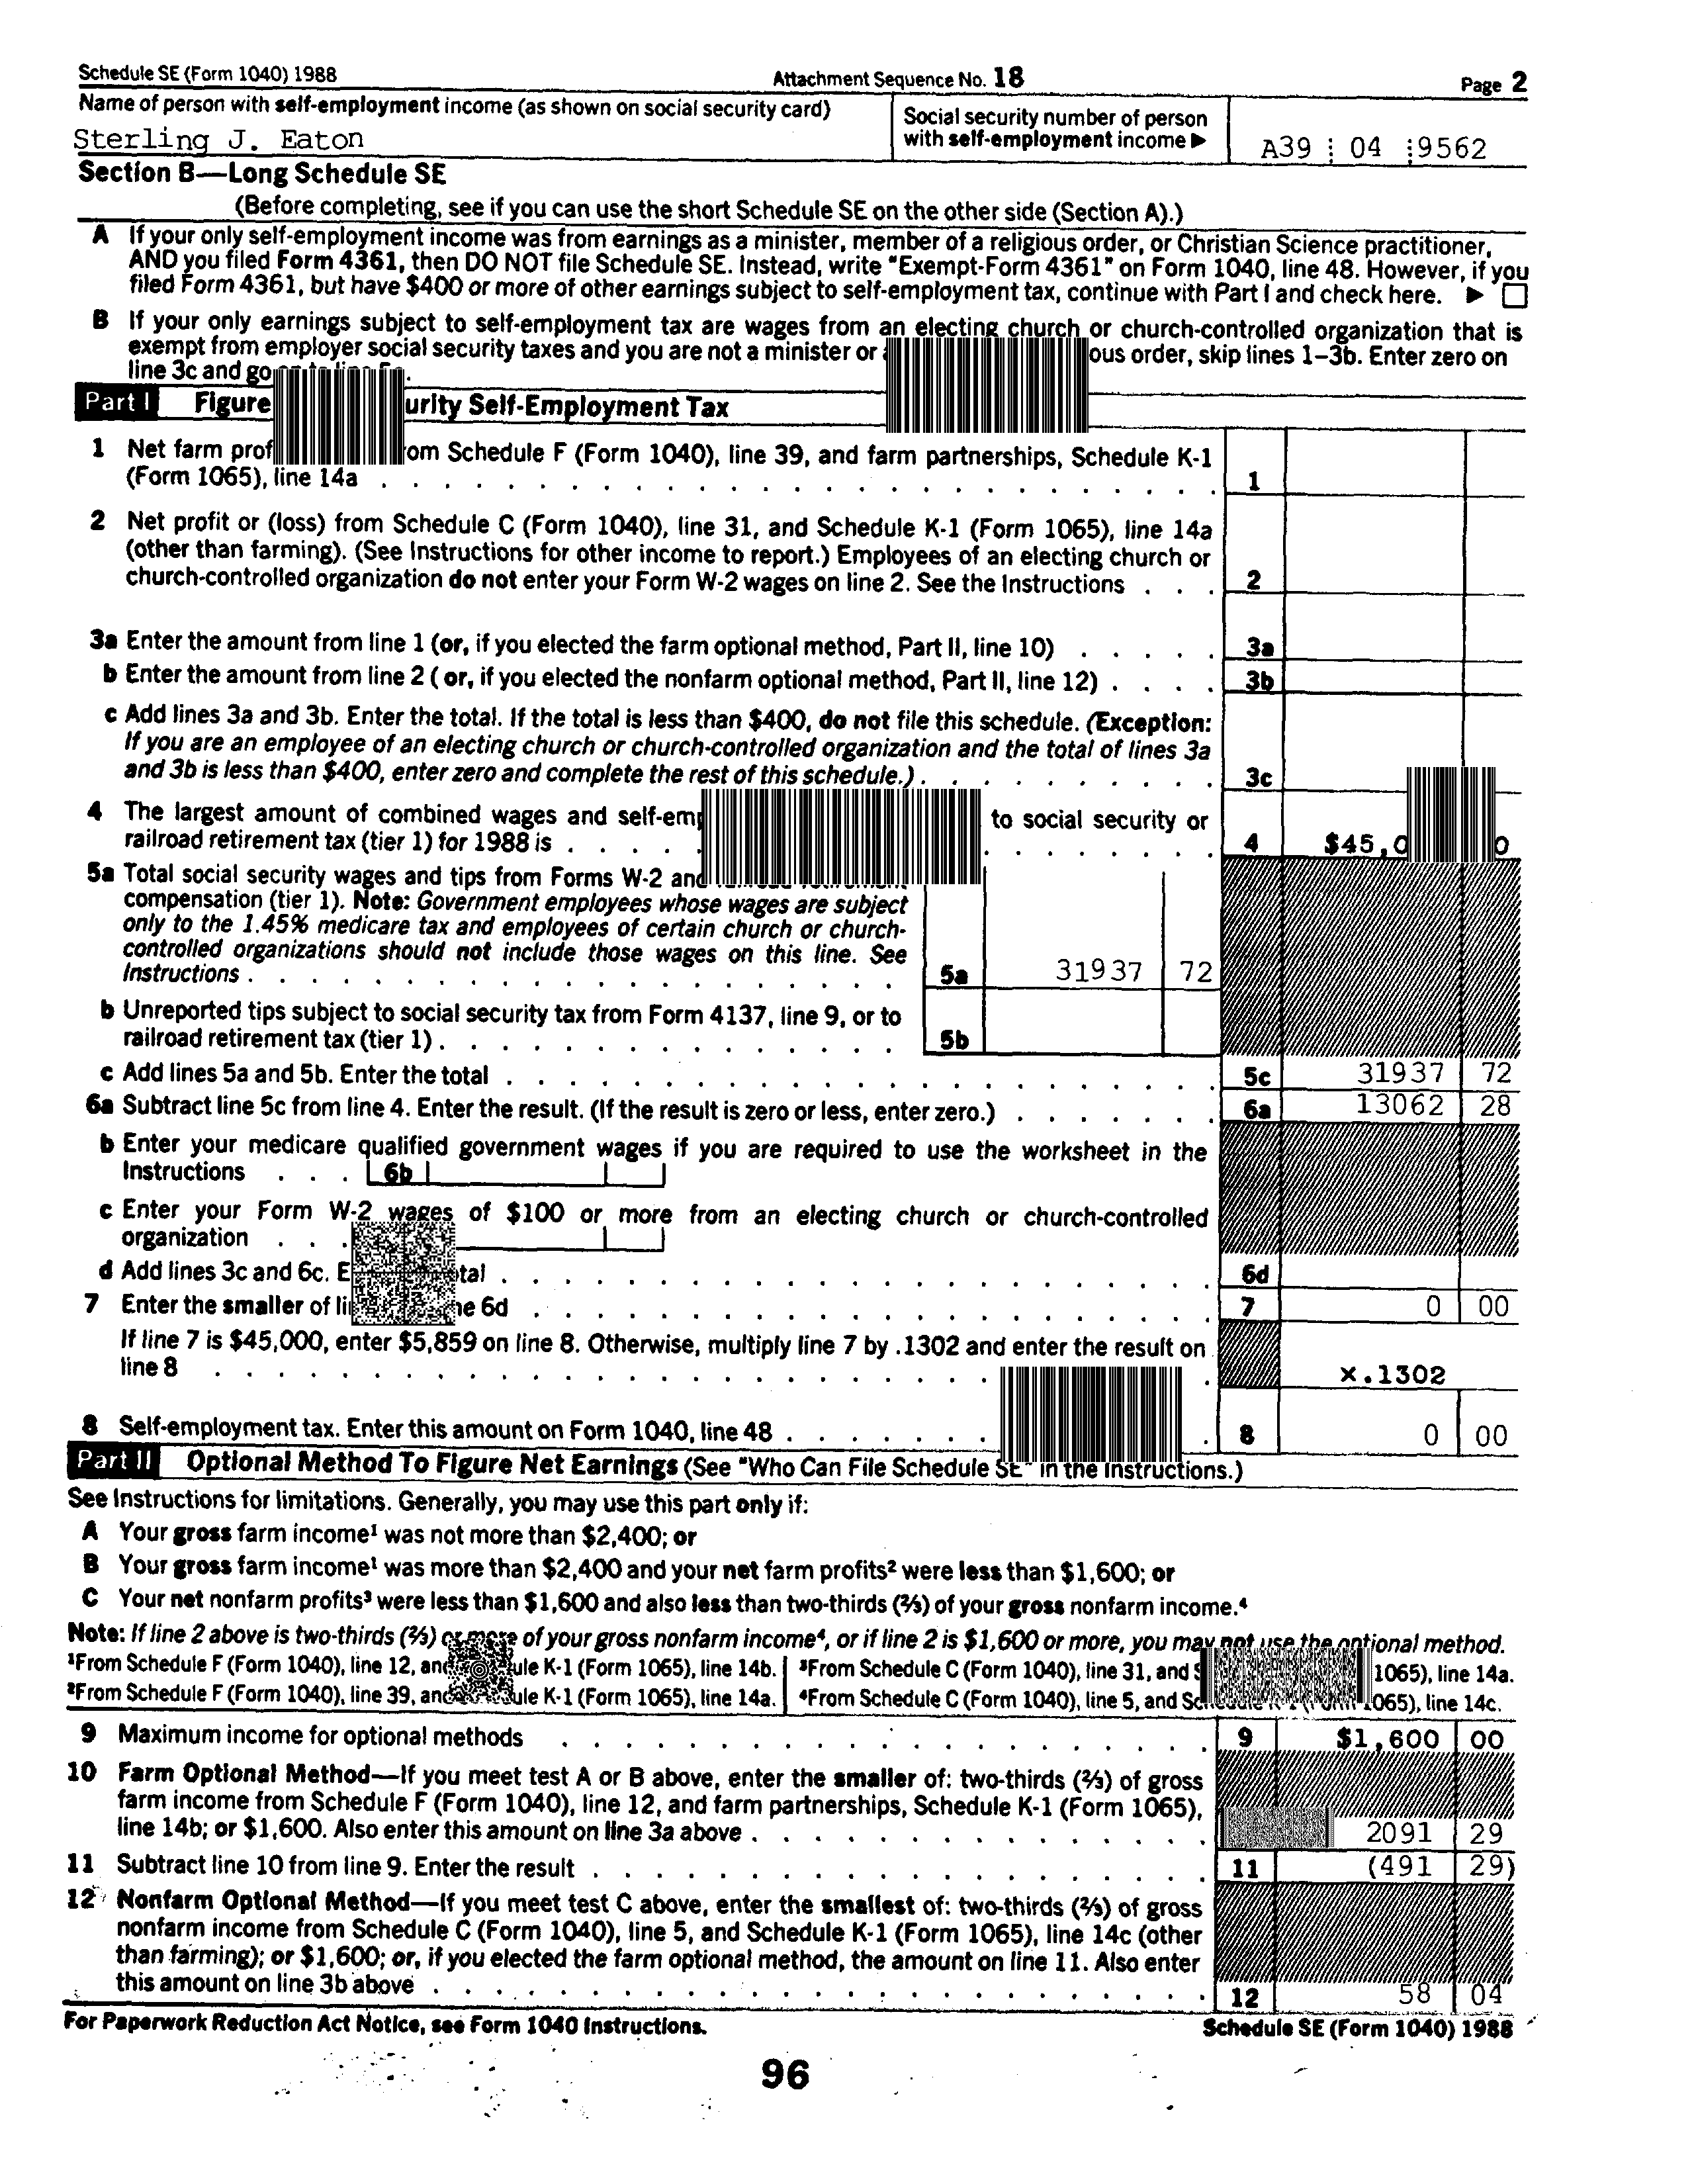 Schedule SE (Form 1040) 1988 Attachment Sequence No. 18 Page 2
Name of person with self-employment income (as shown on social security card)
Social security number of person
with self-employment income ▶
Sterling J. Eaton
A39 04 9562
Section B—Long Schedule SE
(Before completing, see if you can use the short Schedule SE on the other side (Section A).)
A If your only self-employment income was from earnings as a minister, member of a religious order, or Christian Science practitioner,
AND you filed Form 4361, then DO NOT file Schedule SE. Instead, write "Exempt-Form 4361" on Form 1040, line 48. However, if you
filed Form 4361, but have $400 or more of other earnings subject to self-employment tax, continue with Part I and check here. ▶ ☐
B If your only earnings subject to self-employment tax are wages from an electing church or church-controlled organization that is
exempt from employer social security taxes and you are not a minister or ous order, skip lines 1–3b. Enter zero on
line 3c and go
Part I Figure urity Self-Employment Tax
1 Net farm prof om Schedule F (Form 1040), line 39, and farm partnerships, Schedule K-1
(Form 1065), line 14a . . . 1
2 Net profit or (loss) from Schedule C (Form 1040), line 31, and Schedule K-1 (Form 1065), line 14a
(other than farming). (See Instructions for other income to report.) Employees of an electing church or
church-controlled organization do not enter your Form W-2 wages on line 2. See the Instructions . . . 2
3a Enter the amount from line 1 (or, if you elected the farm optional method, Part II, line 10) . . . . . 3a
b Enter the amount from line 2 ( or, if you elected the nonfarm optional method, Part II, line 12) . . . . 3b
c Add lines 3a and 3b. Enter the total. If the total is less than $400, do not file this schedule. (Exception:
If you are an employee of an electing church or church-controlled organization and the total of lines 3a
and 3b is less than $400, enter zero and complete the rest of this schedule.) . . . 3c
4 The largest amount of combined wages and self-emp to social security or
railroad retirement tax (tier 1) for 1988 is . . . 4 $45,0 0
5a Total social security wages and tips from Forms W-2 and
compensation (tier 1). Note: Government employees whose wages are subject
only to the 1.45% medicare tax and employees of certain church or church-
controlled organizations should not include those wages on this line. See
Instructions . . . 5a 31937 72
b Unreported tips subject to social security tax from Form 4137, line 9, or to
railroad retirement tax (tier 1) . . . 5b
c Add lines 5a and 5b. Enter the total . . . 5c 31937 72
6a Subtract line 5c from line 4. Enter the result. (If the result is zero or less, enter zero.) . . . 6a 13062 28
b Enter your medicare qualified government wages if you are required to use the worksheet in the
Instructions . . . 6b
c Enter your Form W-2 wages of $100 or more from an electing church or church-controlled
organization . . .
d Add lines 3c and 6c. E tal . . . 6d
7 Enter the smaller of li ne 6d . . . 7 0 00
If line 7 is $45,000, enter $5,859 on line 8. Otherwise, multiply line 7 by .1302 and enter the result on
line 8 . . . x.1302
8 Self-employment tax. Enter this amount on Form 1040, line 48 . . . 8 0 00
Part II Optional Method To Figure Net Earnings (See "Who Can File Schedule SE" in the Instructions.)
See Instructions for limitations. Generally, you may use this part only if:
A Your gross farm income¹ was not more than $2,400; or
B Your gross farm income¹ was more than $2,400 and your net farm profits² were less than $1,600; or
C Your net nonfarm profits³ were less than $1,600 and also less than two-thirds (⅔) of your gross nonfarm income.⁴
Note: If line 2 above is two-thirds (⅔) or more of your gross nonfarm income⁴, or if line 2 is $1,600 or more, you may not use the optional method.
¹From Schedule F (Form 1040), line 12, and ule K-1 (Form 1065), line 14b. ³From Schedule C (Form 1040), line 31, and S 1065), line 14a.
²From Schedule F (Form 1040), line 39, and ule K-1 (Form 1065), line 14a. ⁴From Schedule C (Form 1040), line 5, and Sc 1065), line 14c.
9 Maximum income for optional methods . . . 9 $1,600 00
10 Farm Optional Method—If you meet test A or B above, enter the smaller of: two-thirds (⅔) of gross
farm income from Schedule F (Form 1040), line 12, and farm partnerships, Schedule K-1 (Form 1065),
line 14b; or $1,600. Also enter this amount on line 3a above . . . 2091 29
11 Subtract line 10 from line 9. Enter the result . . . 11 (491 29)
12 Nonfarm Optional Method—If you meet test C above, enter the smallest of: two-thirds (⅔) of gross
nonfarm income from Schedule C (Form 1040), line 5, and Schedule K-1 (Form 1065), line 14c (other
than farming); or $1,600; or, if you elected the farm optional method, the amount on line 11. Also enter
this amount on line 3b above . . . 12 58 04
For Paperwork Reduction Act Notice, see Form 1040 Instructions. Schedule SE (Form 1040) 1988
96